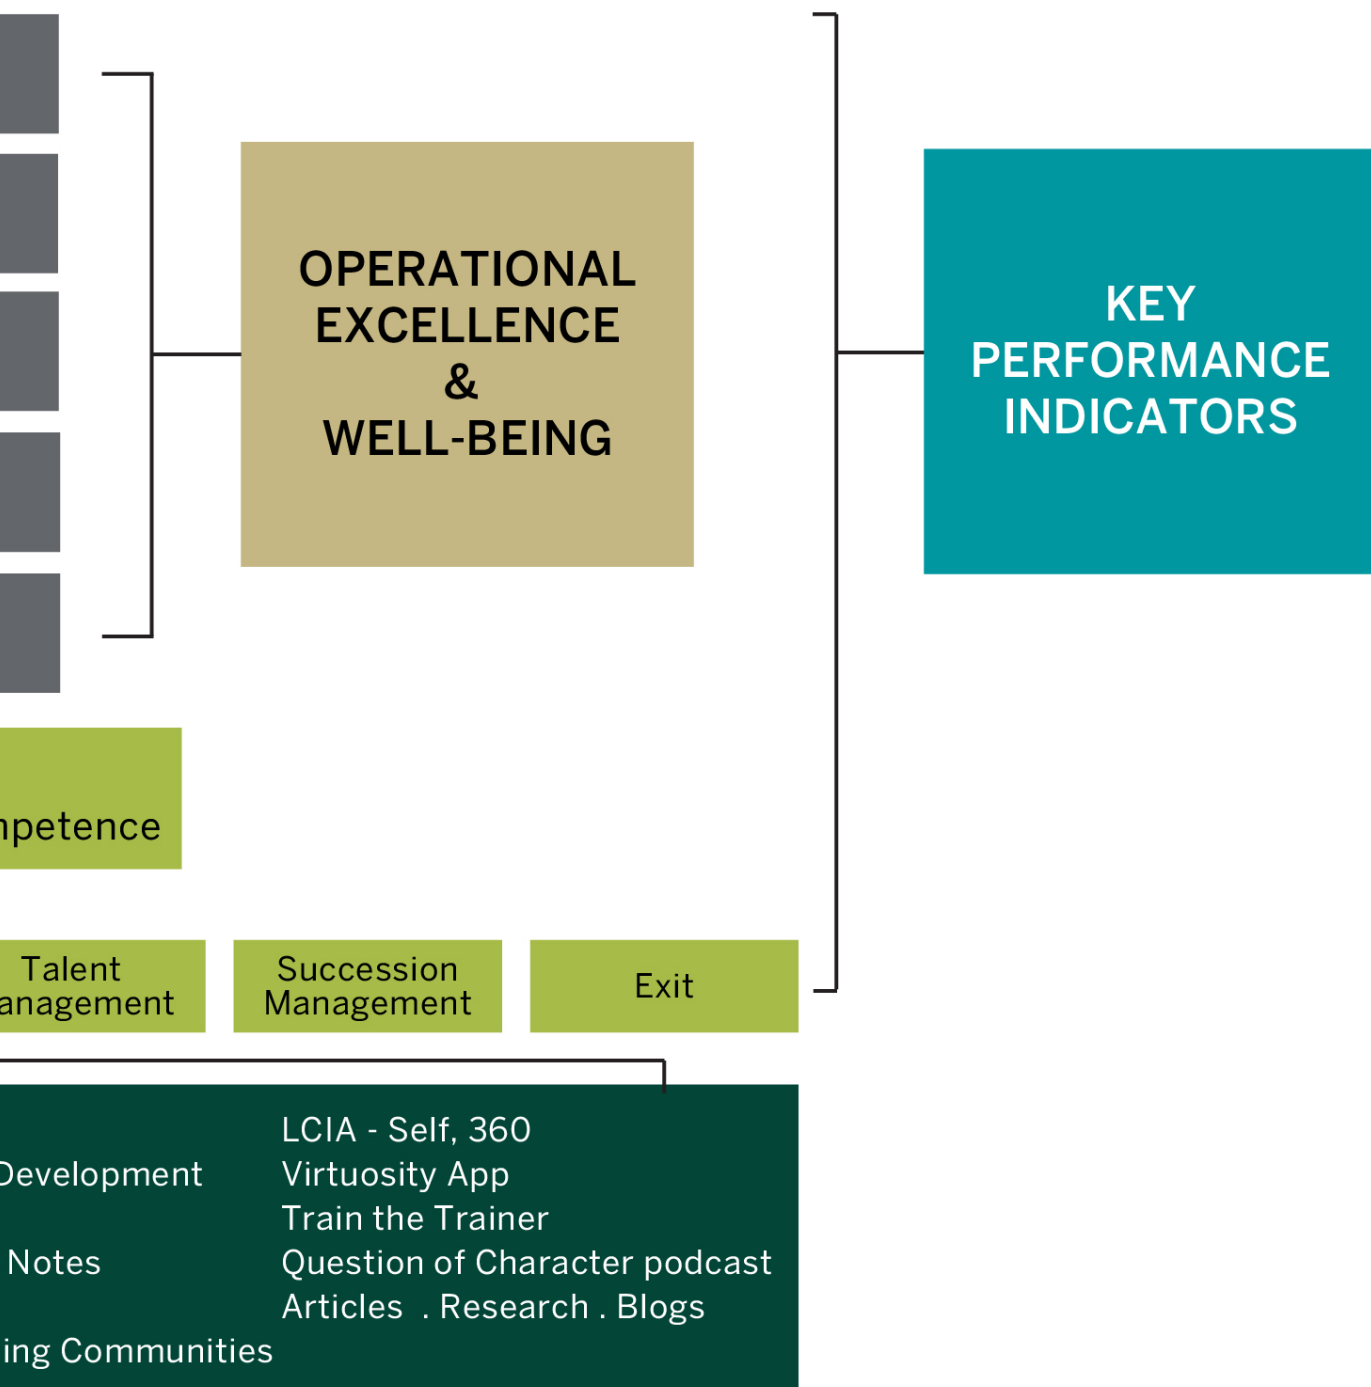 OPERATIONAL
EXCELLENCE
&
WELL-BEING
KEY
PERFORMANCE
INDICATORS
mpetence
Talent
anagement
Succession
Management
Exit
Development
Notes
ing Communities
LCIA - Self, 360
Virtuosity App
Train the Trainer
Question of Character podcast
Articles . Research . Blogs